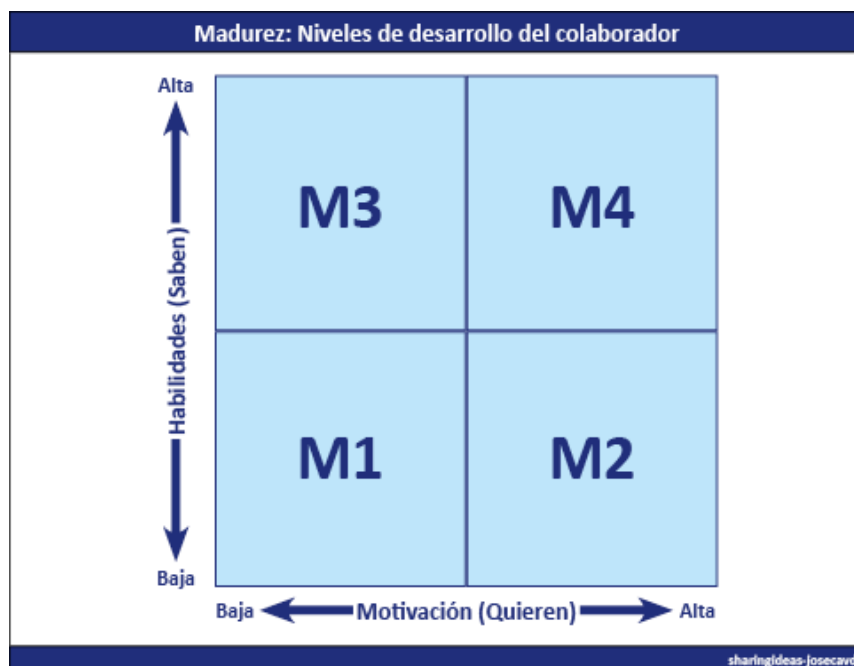 Madurez: Niveles de desarrollo del colaborador
Alta
M3
M4
Habilidades (Saben)
M1
M2
Baja
Baja
Motivación (Quieren)
Alta
sharingideas-josecavd